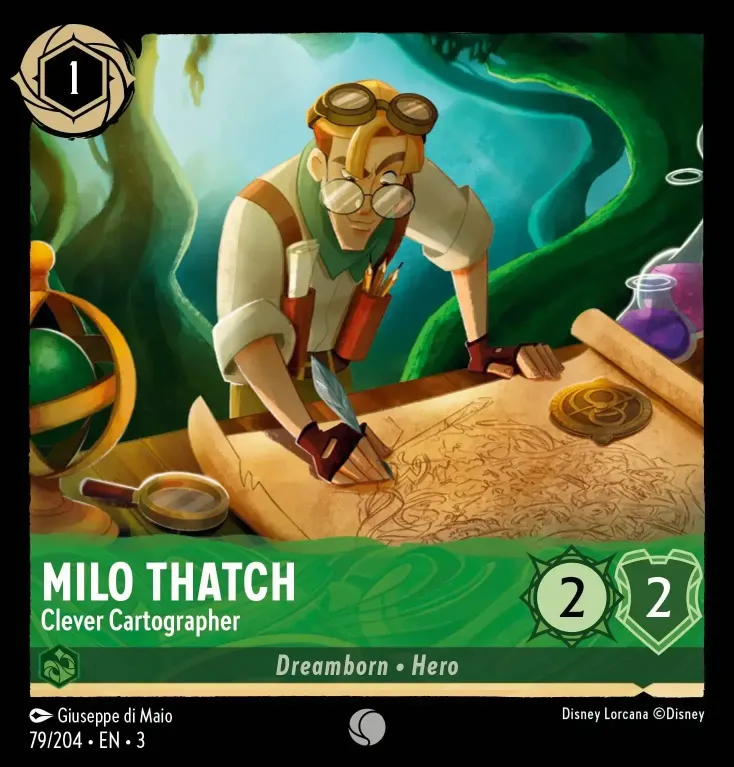 1
MILO THATCH
Clever Cartographer
2
2
Dreamborn • Hero
Giuseppe di Maio
Disney Lorcana ©Disney
79/204 • EN • 3